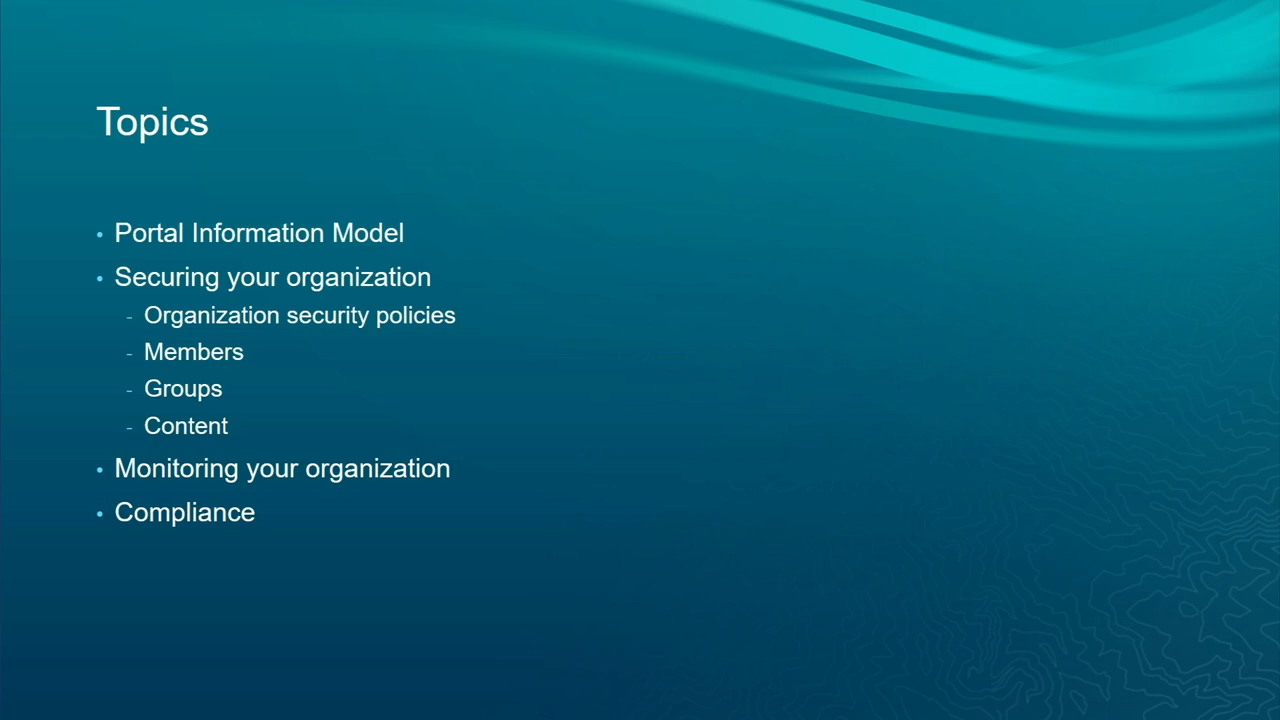 Topics
• Portal Information Model
• Securing your organization
- Organization security policies
- Members
- Groups
- Content
• Monitoring your organization
• Compliance